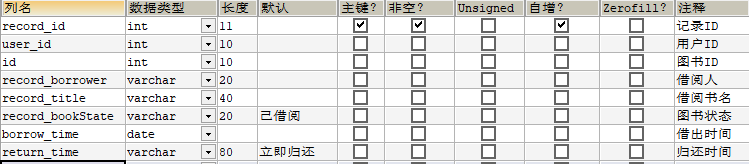 列名 数据类型 长度 默认 主键? 非空? Unsigned 自增? Zerofill? 注释
record_id int 11 记录ID
user_id int 10 用户ID
id int 10 图书ID
record_borrower varchar 20 借阅人
record_title varchar 40 借阅书名
record_bookState varchar 20 已借阅 图书状态
borrow_time date 借出时间
return_time varchar 80 立即归还 归还时间